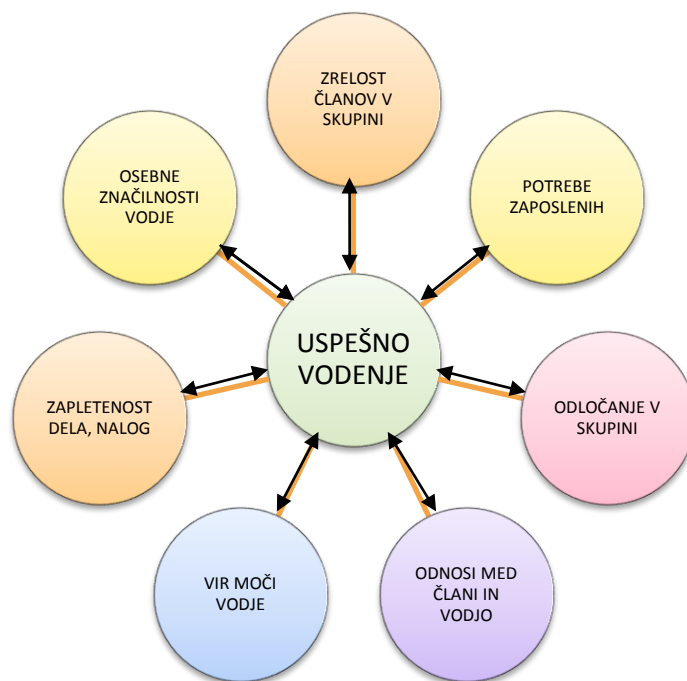 ZRELOST
ČLANOV V
SKUPINI
OSEBNE
ZNAČILNOSTI
VODJE
POTREBE
ZAPOSLENIH
USPEŠNO
VODENJE
ZAPLETENOST
DELA, NALOG
ODLOČANJE V
SKUPINI
VIR MOČI
VODJE
ODNOSI MED
ČLANI IN
VODJO